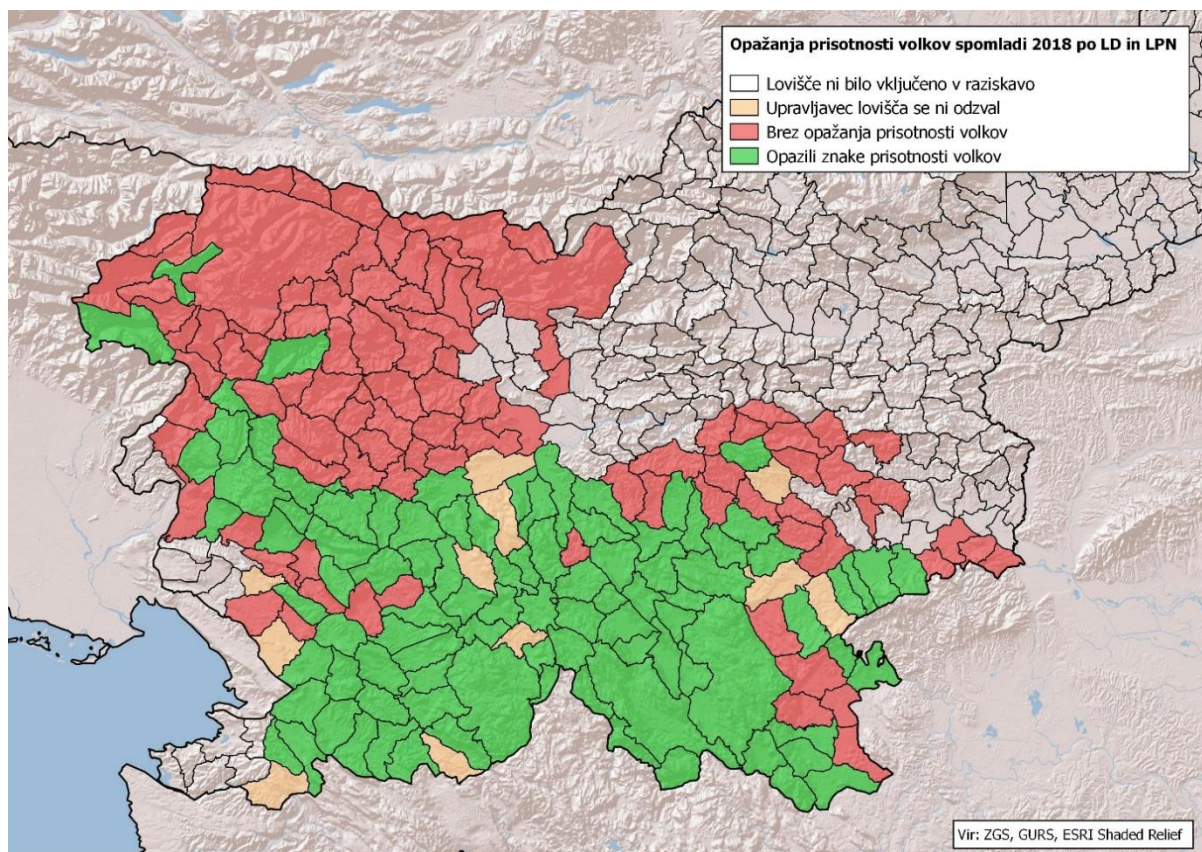 Opažanja prisotnosti volkov spomladi 2018 po LD in LPN
Lovišče ni bilo vključeno v raziskavo
Upravljavec lovišča se ni odzval
Brez opažanja prisotnosti volkov
Opazili znake prisotnosti volkov
Vir: ZGS, GURS, ESRI Shaded Relief